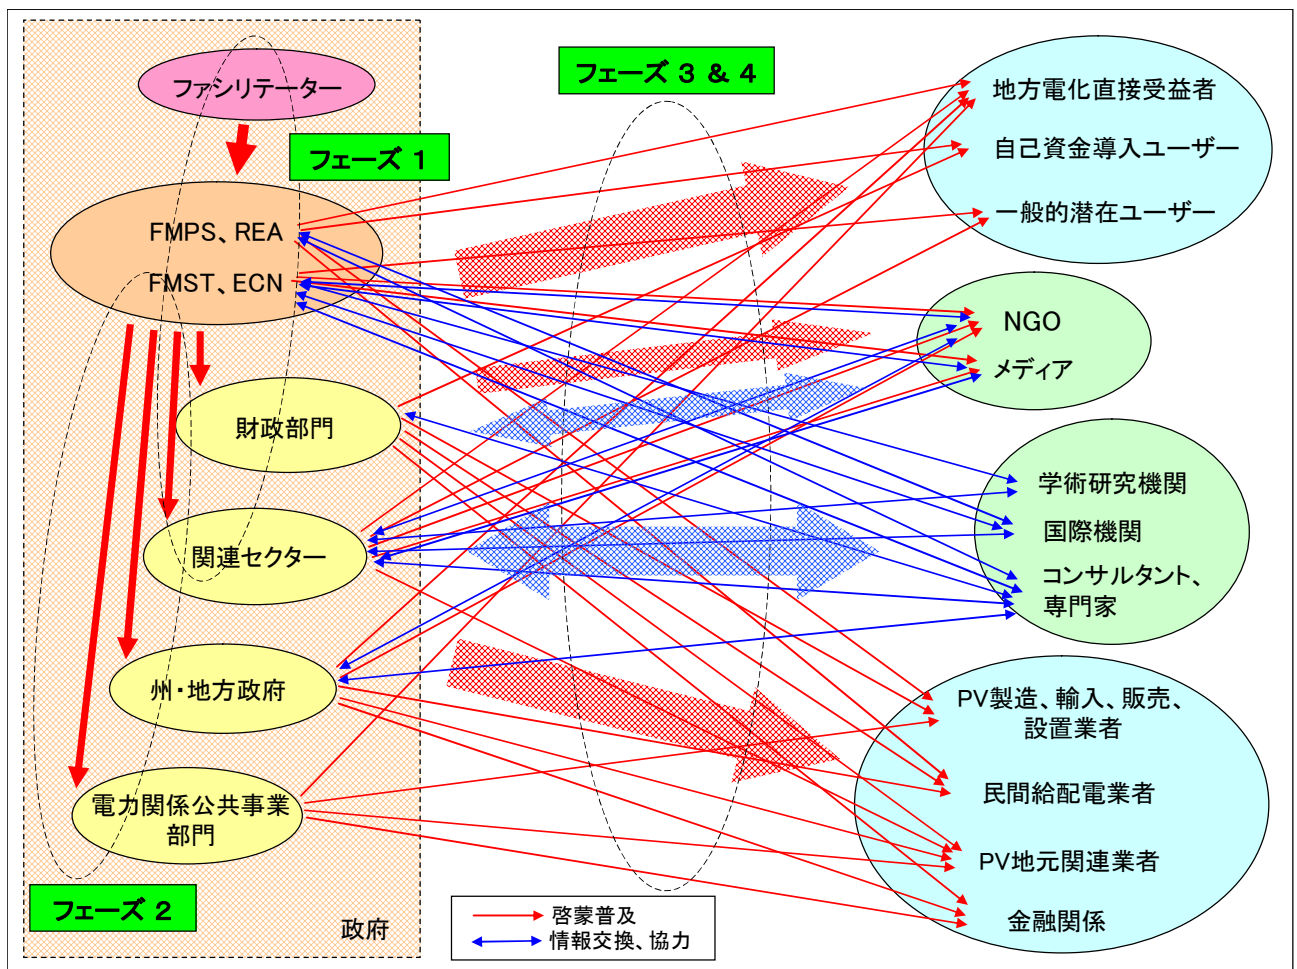 ファシリテーター
フェーズ 1
FMPS、REA
FMST、ECN
財政部門
関連セクター
州・地方政府
電力関係公共事業
部門
フェーズ 2
政府
フェーズ 3 & 4
啓蒙普及
情報交換、協力
地方電化直接受益者
自己資金導入ユーザー
一般的潜在ユーザー
NGO
メディア
学術研究機関
国際機関
コンサルタント、
専門家
PV製造、輸入、販売、
設置業者
民間給配電業者
PV地元関連業者
金融関係